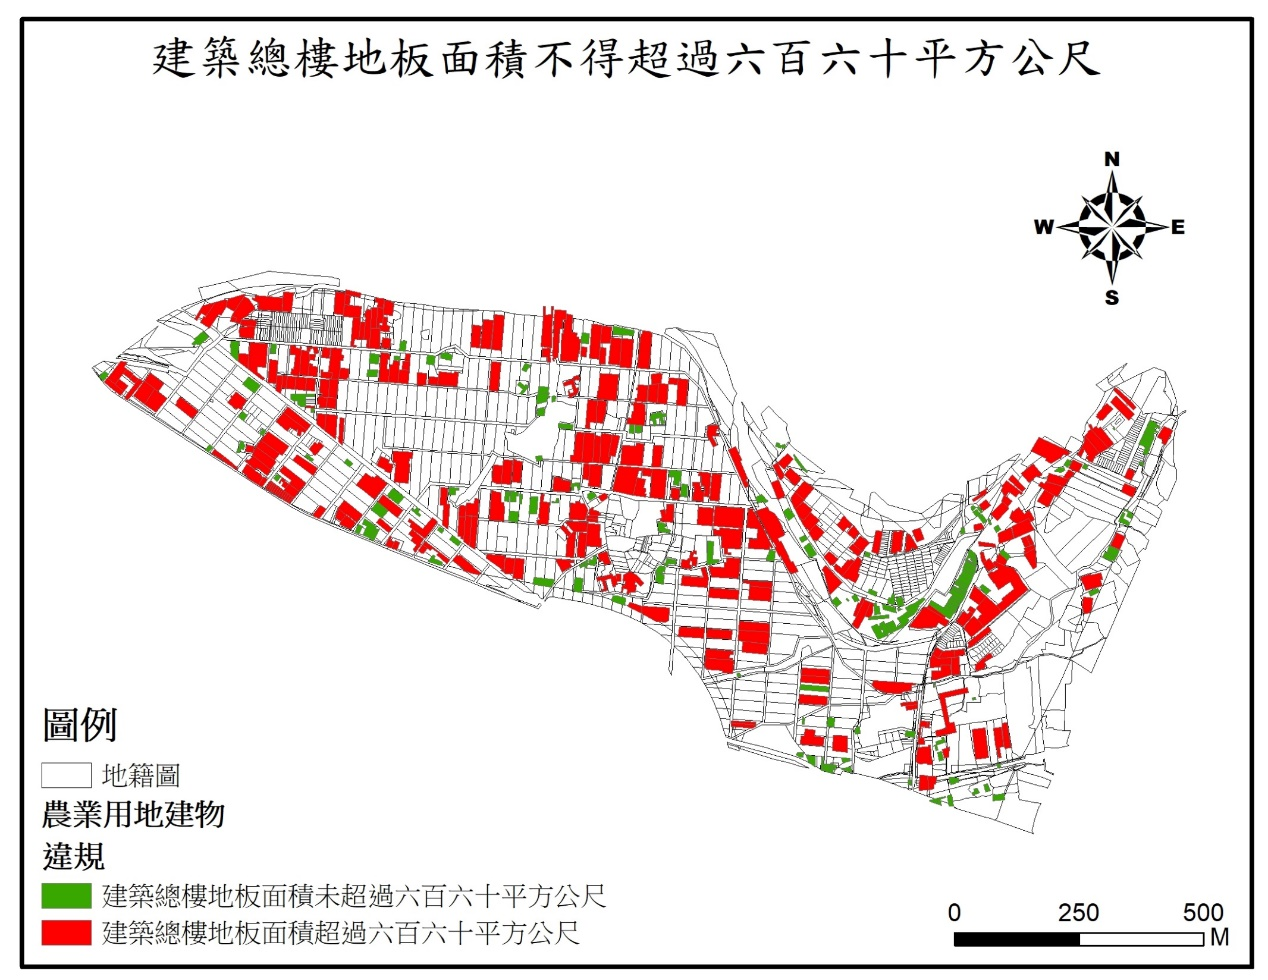 建築總樓地板面積不得超過六百六十平方公尺
N
W E
S
圖例
地籍圖
農業用地建物
違規
建築總樓地板面積未超過六百六十平方公尺
建築總樓地板面積超過六百六十平方公尺
0 250 500
M